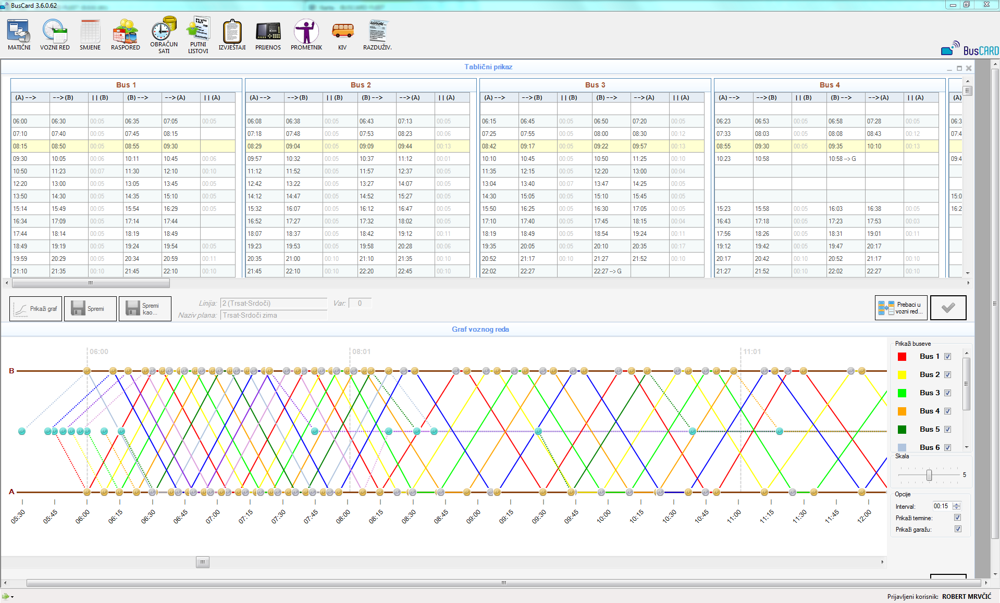 BusCard 3.6.0.62
MATIČNI
VOZNI RED
SMJENE
RASPORED
OBRAČUN SATI
PUTNI LISTOVI
IZVJEŠTAJI
PRIJENOS
PROMETNIK
KIV
RAZDUŽIV.
BusCARD
Tablični prikaz
Bus 1 Bus 2 Bus 3 Bus 4
(A) --> --> (B) | | (B) (B) --> --> (A) | | (A) (A) --> --> (B) | | (B) (B) --> --> (A) | | (A) (A) --> --> (B) | | (B) (B) --> --> (A) | | (A) (A) --> --> (B) | | (B) (B) --> --> (A) | | (A) (A)
06:00 06:30 00:05 06:35 07:05 00:05 06:08 06:38 00:05 06:43 07:13 00:05 06:15 06:45 00:05 06:50 07:20 00:05 06:23 06:53 00:05 06:58 07:28 00:05 06:3
07:10 07:40 00:05 07:45 08:15 07:18 07:48 00:05 07:53 08:23 00:06 07:25 07:55 00:05 08:00 08:30 00:12 07:33 08:03 00:05 08:08 08:43 00:12 07:4
08:15 08:50 00:05 08:55 09:30 08:29 09:04 00:05 09:09 09:44 00:13 08:42 09:17 00:05 09:22 09:57 00:13 08:55 09:30 00:05 09:35 10:10 00:13
09:30 10:05 00:06 10:11 10:45 00:06 09:57 10:32 00:05 10:37 11:12 00:01 10:10 10:45 00:05 10:50 11:25 00:10 10:23 10:58 10:58 --> G 09:4
10:50 11:23 00:07 11:30 12:10 00:10 11:12 11:52 00:05 11:57 12:37 00:05 11:35 12:15 00:05 12:20 13:00 00:04
12:20 13:00 00:05 13:05 13:45 00:05 12:42 13:22 00:05 13:27 14:07 00:05 13:04 13:40 00:07 13:47 14:25 00:05
13:50 14:30 00:05 14:35 15:10 00:05 14:12 14:47 00:05 14:52 15:27 00:05 14:30 15:05 00:05 15:10 15:45 00:05 15:0
15:14 15:49 00:05 15:54 16:29 00:05 15:32 16:07 00:05 16:12 16:47 00:05 15:50 16:25 00:05 16:30 17:05 00:05 15:23 15:58 00:05 16:03 16:38 00:05 16:2
16:34 17:09 00:05 17:14 17:44 16:52 17:27 00:05 17:32 18:02 00:05 17:10 17:40 00:05 17:45 18:15 00:04 16:43 17:18 00:05 17:23 17:53 00:03
17:44 18:14 00:05 18:19 18:49 18:07 18:37 00:05 18:42 19:12 00:11 18:19 18:49 00:05 18:54 19:24 00:11 17:56 18:26 00:05 18:31 19:01 00:11
18:49 19:19 00:05 19:24 19:54 00:05 19:23 19:53 00:05 19:58 20:28 00:06 19:35 20:05 00:05 20:10 20:35 00:17 19:12 19:42 00:05 19:47 20:17
19:59 20:29 00:05 20:34 20:59 00:11 20:35 21:00 00:10 21:10 21:35 00:10 20:52 21:17 00:10 21:27 21:52 00:10 20:17 20:42 00:10 20:52 21:17 00:10
21:10 21:35 00:10 21:45 22:10 00:10 21:45 22:10 00:10 22:20 22:45 00:10 22:02 22:27 22:27 --> G 21:27 21:52 00:10 22:02 22:27 00:10
Prikaži graf
Spremi
Spremi kao...
Linija: 2 (Trsat-Srdoči) Var: 0
Naziv plana: Trsat-Srdoči zima
Prebaci u vozni red...
Graf voznog reda
06:00 08:01 11:01
B
A
05:30 05:45 06:00 06:15 06:30 06:45 07:00 07:15 07:30 07:45 08:00 08:15 08:30 08:45 09:00 09:15 09:30 09:45 10:00 10:15 10:30 10:45 11:00 11:15 11:30 11:45 12:00
Prikaži buseve
Bus 1
Bus 2
Bus 3
Bus 4
Bus 5
Bus 6
Skala
5
Opcije
Interval: 00:15
Prikaži termine:
Prikaži garažu:
Prijavljeni korisnik: ROBERT MRVČIĆ